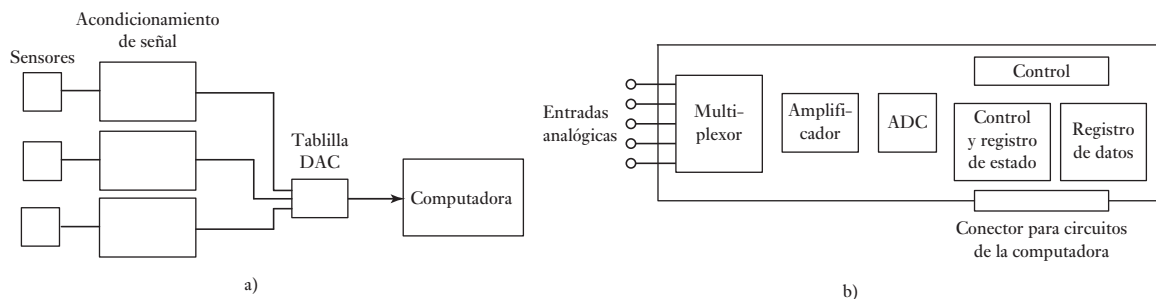 Acondicionamiento
de señal
Sensores
Tablilla
DAC
Computadora
a)
Entradas
analógicas
Multi-
plexor
Amplifi-
cador
ADC
Control
Control
y registro
de estado
Registro
de datos
Conector para circuitos
de la computadora
b)